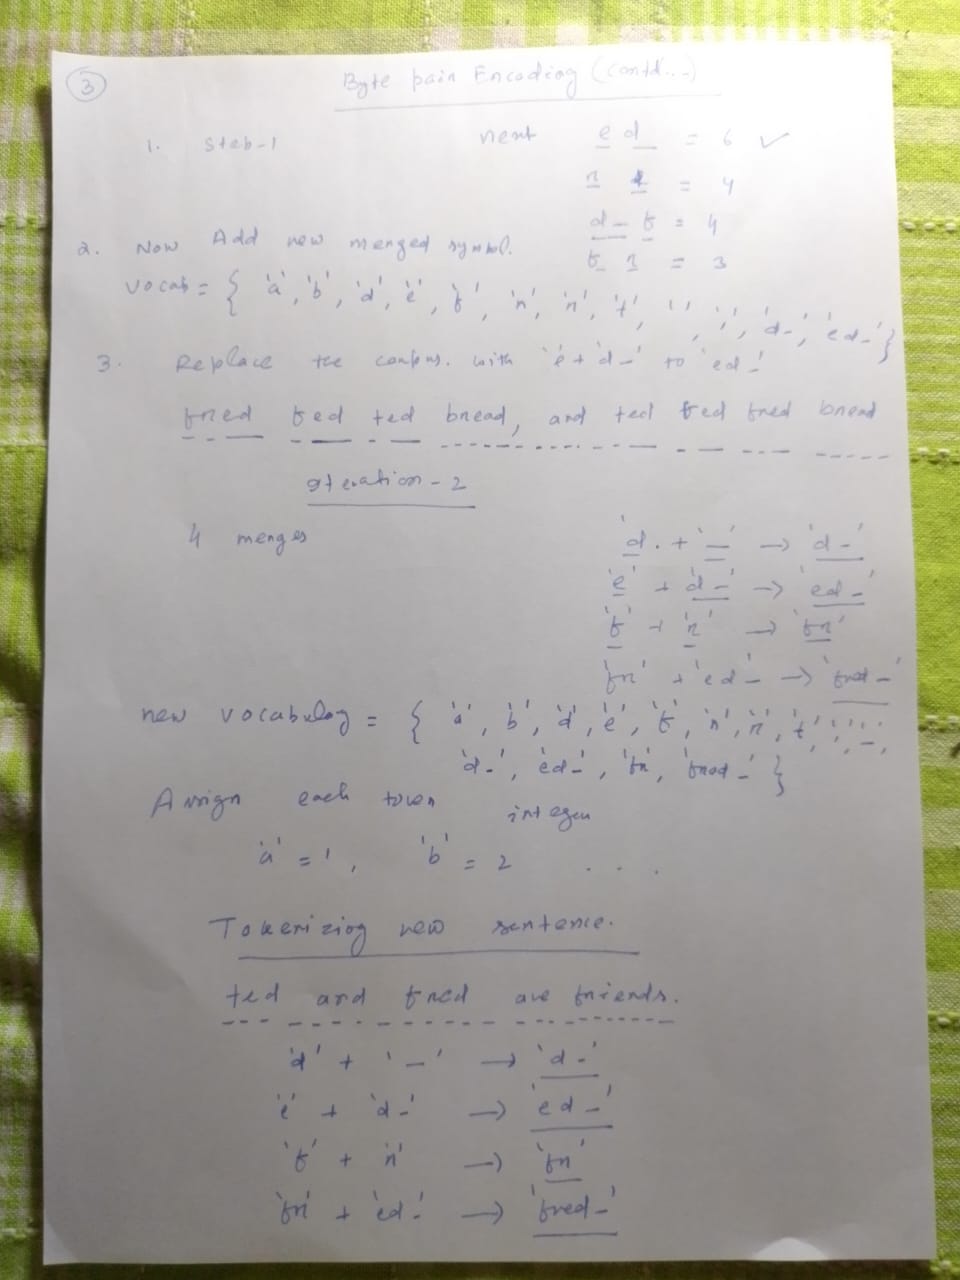 3
Byte pair Encoding (contd...)
1. Step-1 next e d_ = 6 ✓
r e = 4
d_ f = 4
2. Now Add new merged symbol.
vocab = { 'a', 'b', 'd', 'e', 'f', 'n', 'r', 't', ' ', ',', 'd_', 'ed_' }
3. Replace the corpus. with 'e + 'd_' to 'ed_'
fred fed ted bread, and ted fed fred bread
iteration - 2
4 merges
'd' + '_' → 'd_'
'e' + 'd_' → 'ed_'
'f' + 'r' → 'fr'
'fr' + 'ed_' → 'fred_'
new vocabulary = { 'a', 'b', 'd', 'e', 'f', 'n', 'r', 't', ',', '_',
'd_', 'ed_', 'fr', 'fred_' }
Assign each token integer
'a' = 1, 'b' = 2 . . .
Tokenizing new sentence.
ted and fred are friends.
'd' + '_' → 'd_'
'e' + 'd_' → 'ed_'
'f' + 'r' → 'fr'
'fr' + 'ed_' → 'fred_'